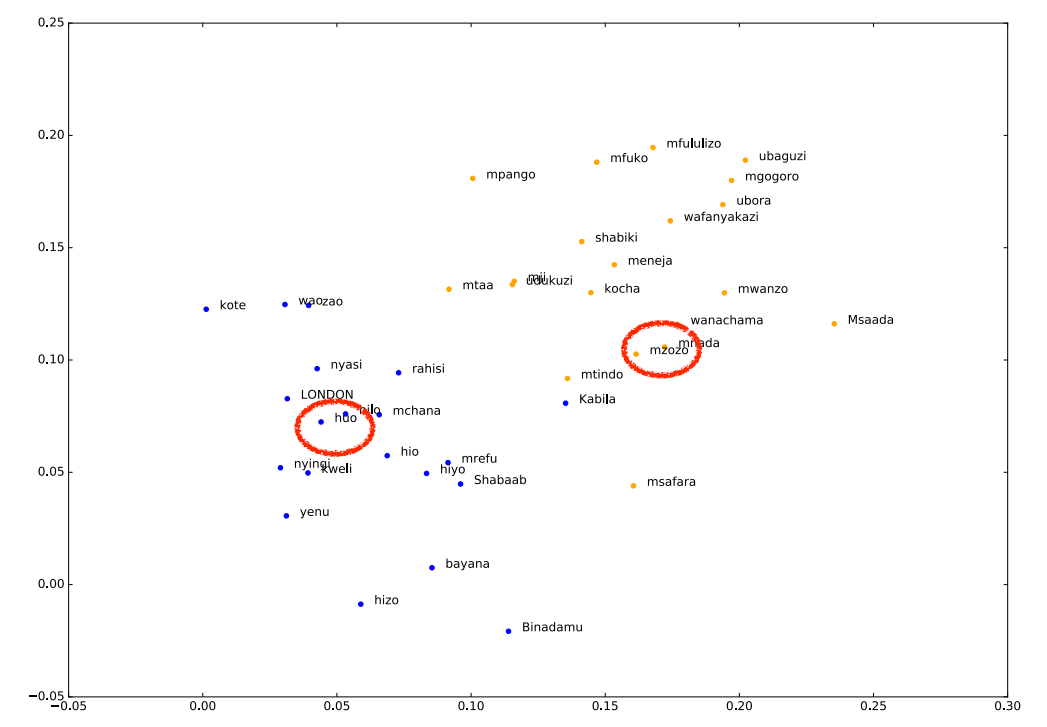 0.25
0.20
mfululizo
mfuko
ubaguzi
mpango
mgogoro
ubora
wafanyakazi
0.15
shabiki
meneja
mji
udukuzi
mtaa
kocha
mwanzo
wao
zao
kote
wanachama
Msaada
mnada
0.10
mzozo
nyasi
rahisi
mtindo
LONDON
Kabila
hilo
mchana
huo
hio
mrefu
0.05
nyingi
kweli
hiyo
Shabaab
msafara
yenu
bayana
0.00
hizo
Binadamu
−0.05
−0.05 0.00 0.05 0.10 0.15 0.20 0.25 0.30